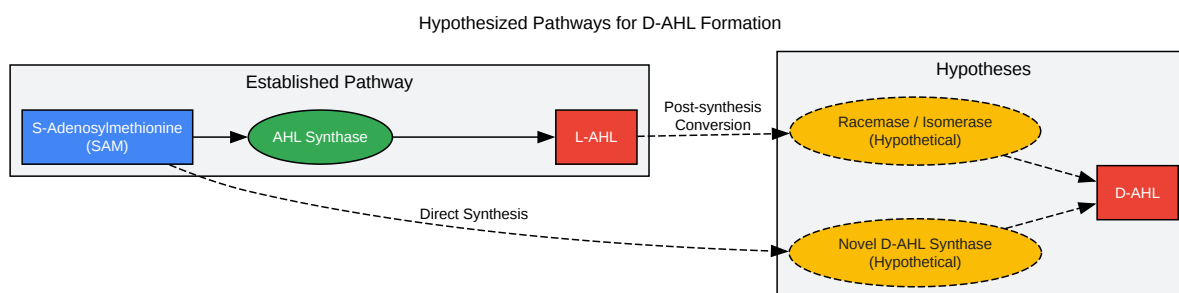 Hypothesized Pathways for D-AHL Formation
Established Pathway
S-Adenosylmethionine
(SAM)
AHL Synthase
L-AHL
Post-synthesis
Conversion
Direct Synthesis
Hypotheses
Racemase / Isomerase
(Hypothetical)
Novel D-AHL Synthase
(Hypothetical)
D-AHL